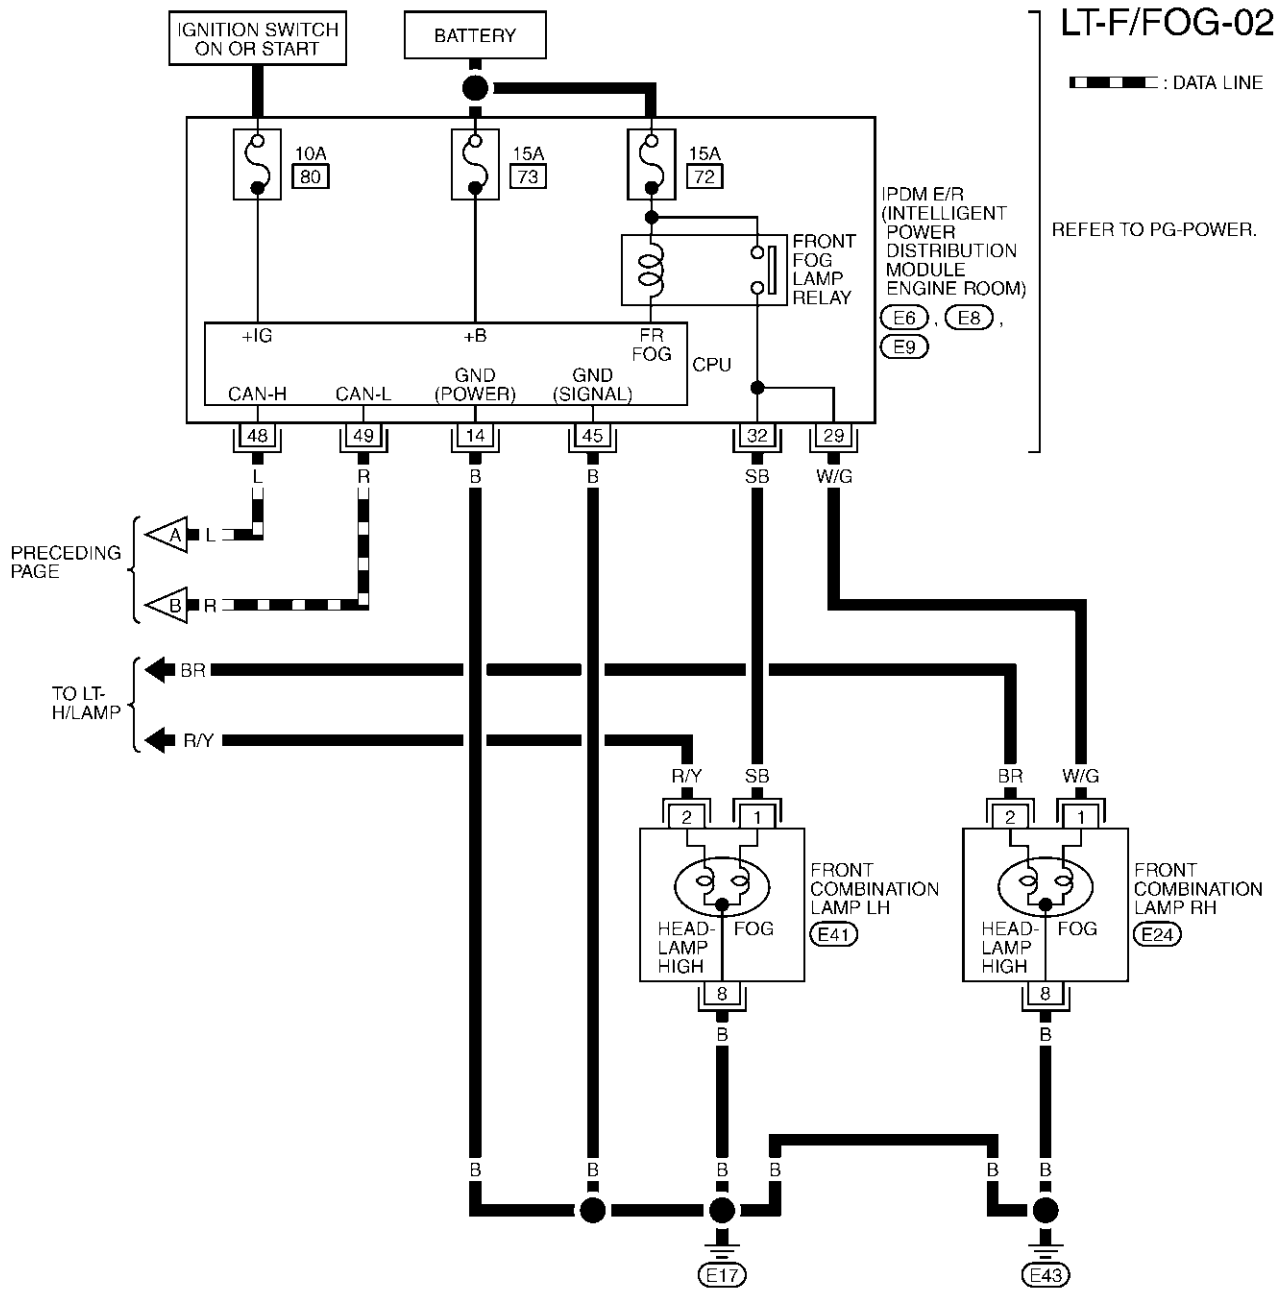 LT-F/FOG-02
IGNITION SWITCH
ON OR START
BATTERY
: DATA LINE
10A
80
15A
73
15A
72
IPDM E/R
(INTELLIGENT
POWER
DISTRIBUTION
MODULE
ENGINE ROOM)
E6 , E8 ,
E9
REFER TO PG-POWER.
FRONT
FOG
LAMP
RELAY
+IG
+B
FR
FOG
CPU
CAN-H
CAN-L
GND
(POWER)
GND
(SIGNAL)
48
49
14
45
32
29
L
R
B
B
SB
W/G
PRECEDING
PAGE
A
L
B
R
TO LT-
H/LAMP
BR
R/Y
R/Y
SB
BR
W/G
2
1
2
1
FRONT
COMBINATION
LAMP LH
E41
HEAD-
LAMP
HIGH
FOG
FRONT
COMBINATION
LAMP RH
E24
HEAD-
LAMP
HIGH
FOG
8
8
B
B
B
B
B
B
B
B
E17
E43